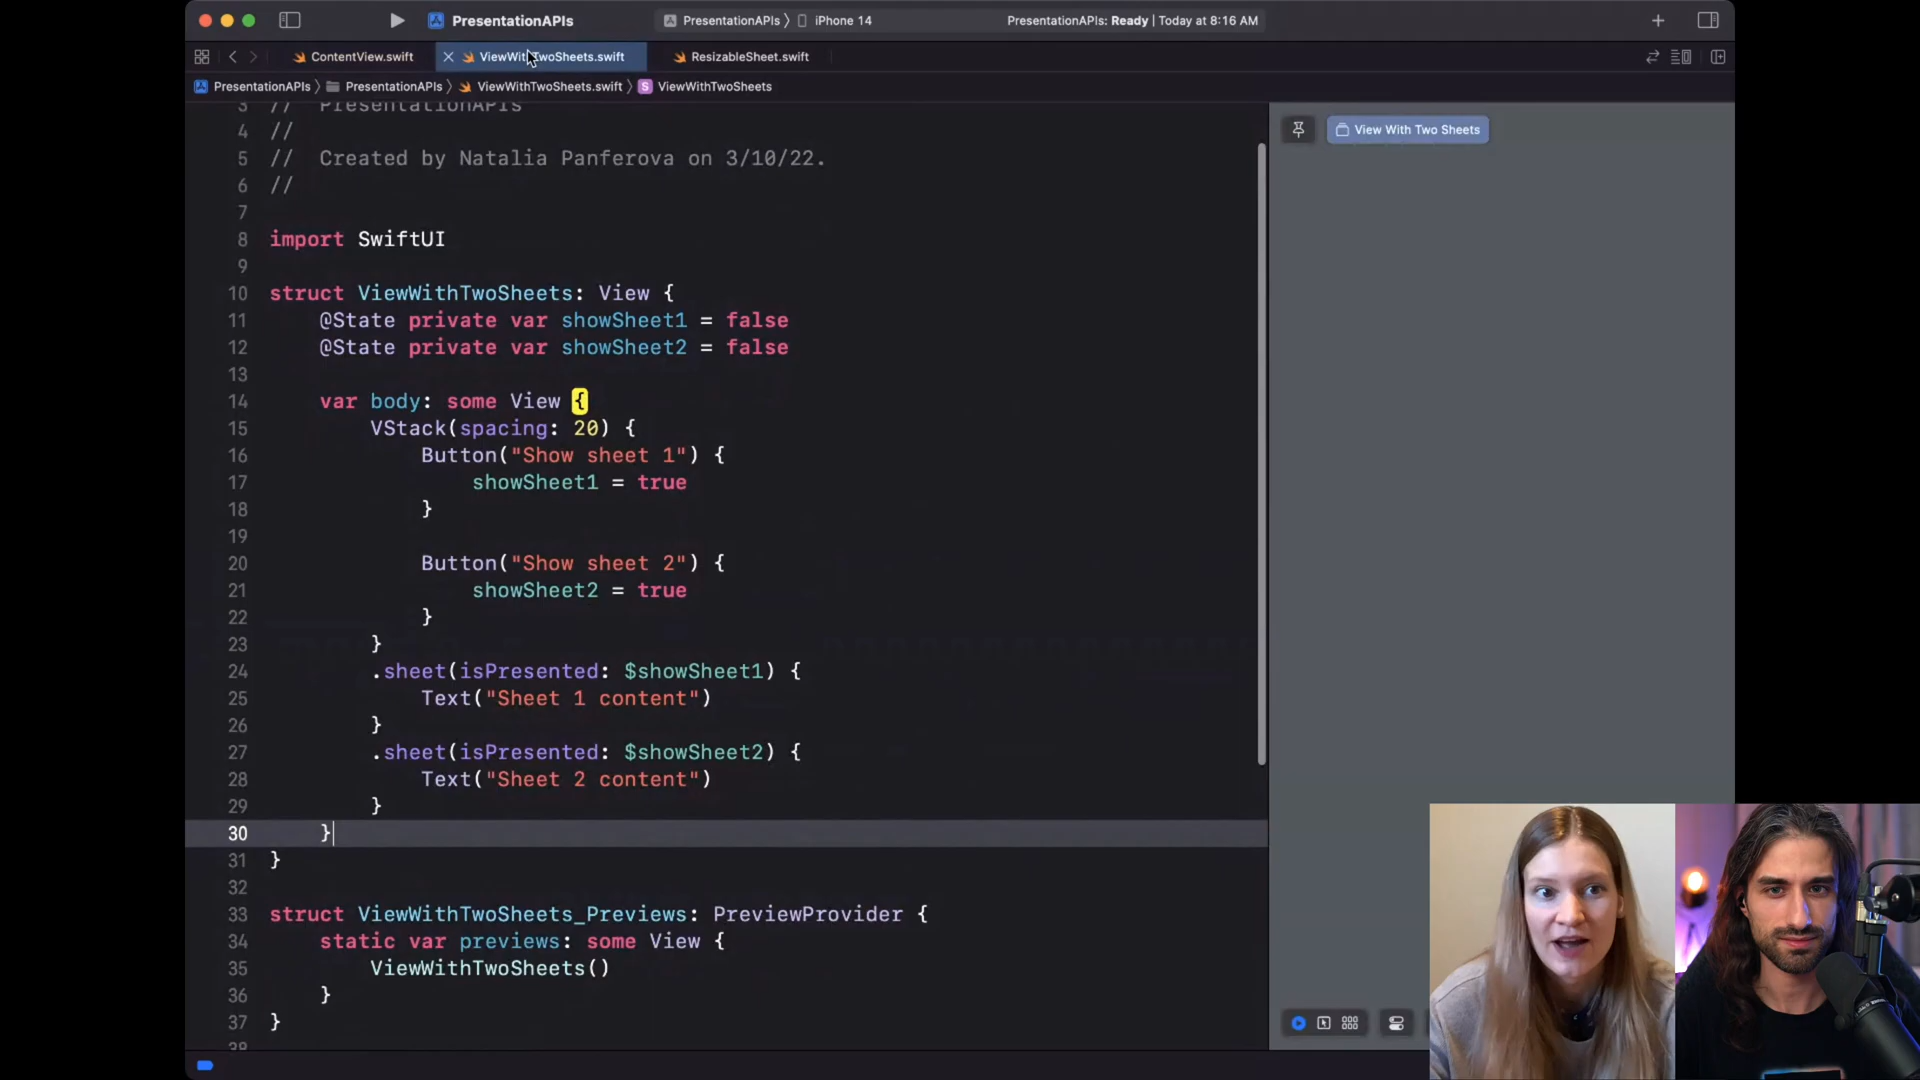 PresentationAPIs
PresentationAPIs 〉 iPhone 14
PresentationAPIs: Ready | Today at 8:16 AM
ContentView.swift
ViewWithTwoSheets.swift
ResizableSheet.swift
PresentationAPIs 〉 PresentationAPIs 〉 ViewWithTwoSheets.swift 〉 S ViewWithTwoSheets
View With Two Sheets
3 //  PresentationAPIs
4 //
5 //  Created by Natalia Panferova on 3/10/22.
6 //
7
8 import SwiftUI
9
10 struct ViewWithTwoSheets: View {
11     @State private var showSheet1 = false
12     @State private var showSheet2 = false
13
14     var body: some View {
15         VStack(spacing: 20) {
16             Button("Show sheet 1") {
17                 showSheet1 = true
18             }
19
20             Button("Show sheet 2") {
21                 showSheet2 = true
22             }
23         }
24         .sheet(isPresented: $showSheet1) {
25             Text("Sheet 1 content")
26         }
27         .sheet(isPresented: $showSheet2) {
28             Text("Sheet 2 content")
29         }
30     }
31 }
32
33 struct ViewWithTwoSheets_Previews: PreviewProvider {
34     static var previews: some View {
35         ViewWithTwoSheets()
36     }
37 }
38